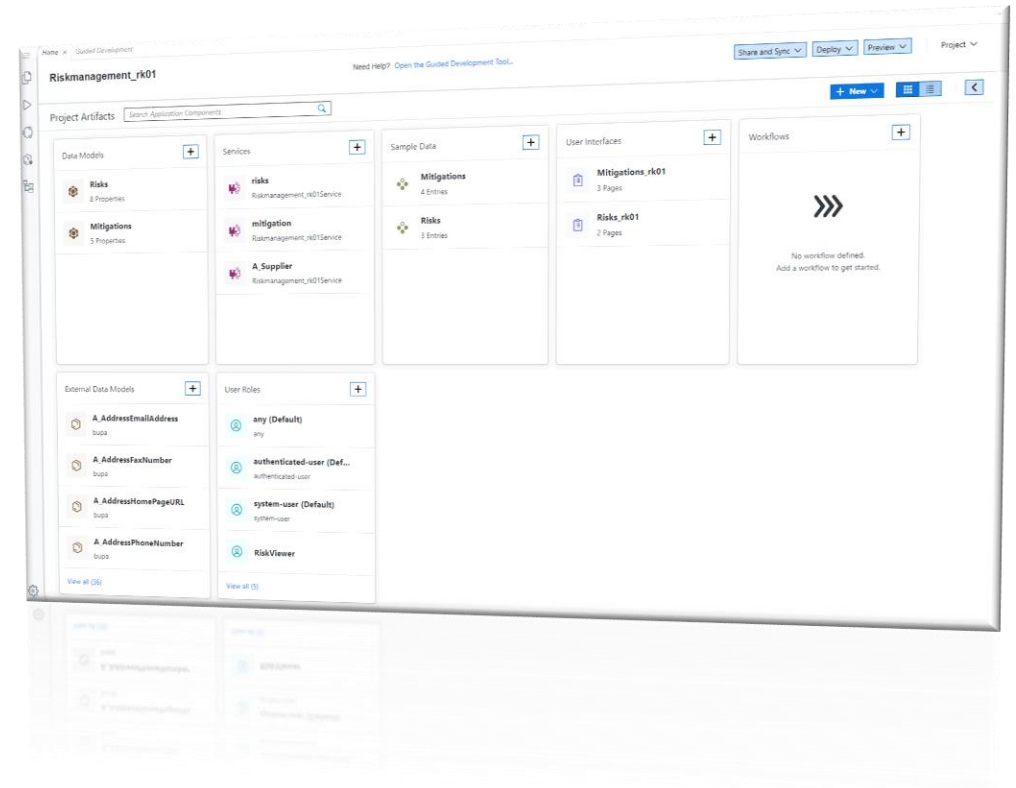 Home ×
Guided Development
Riskmanagement_rk01
Need Help? Open the Guided Development Tool...
Share and Sync
Deploy
Preview
Project
Project Artifacts
Search Application Components
+ New
Data Models
+
Risks
8 Properties
Mitigations
5 Properties
Services
+
risks
Riskmanagement_rk01Service
mitigation
Riskmanagement_rk01Service
A_Supplier
Riskmanagement_rk01Service
Sample Data
+
Mitigations
4 Entries
Risks
3 Entries
User Interfaces
+
Mitigations_rk01
3 Pages
Risks_rk01
2 Pages
Workflows
+
No workflow defined.
Add a workflow to get started.
External Data Models
+
A_AddressEmailAddress
bupa
A_AddressFaxNumber
bupa
A_AddressHomePageURL
bupa
A_AddressPhoneNumber
bupa
View all (36)
User Roles
+
any (Default)
any
authenticated-user (Def...
authenticated-user
system-user (Default)
system-user
RiskViewer
View all (5)